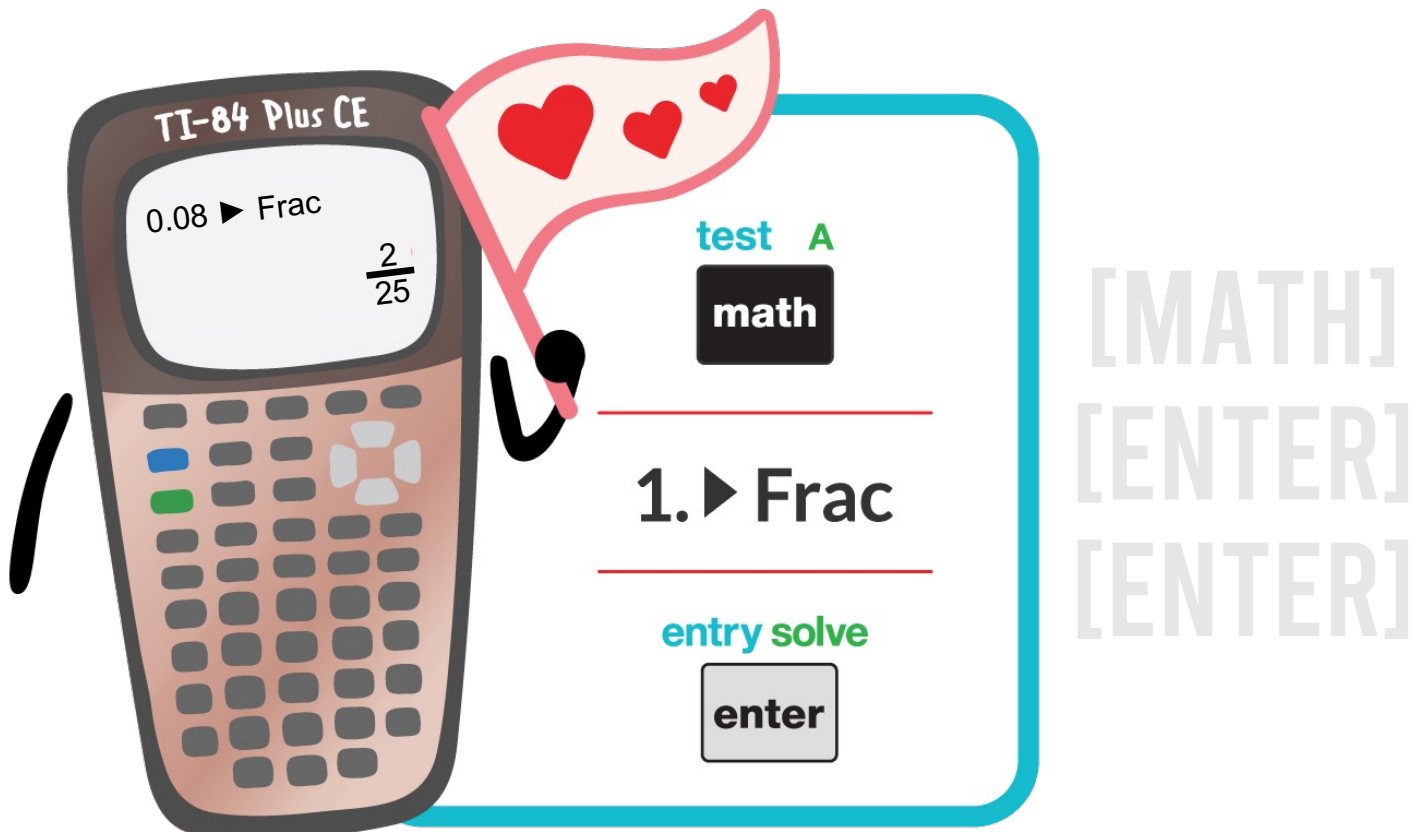 TI-84 Plus CE
0.08 ► Frac
2
25
test A
math
1. ► Frac
entry solve
enter
[MATH]
[ENTER]
[ENTER]